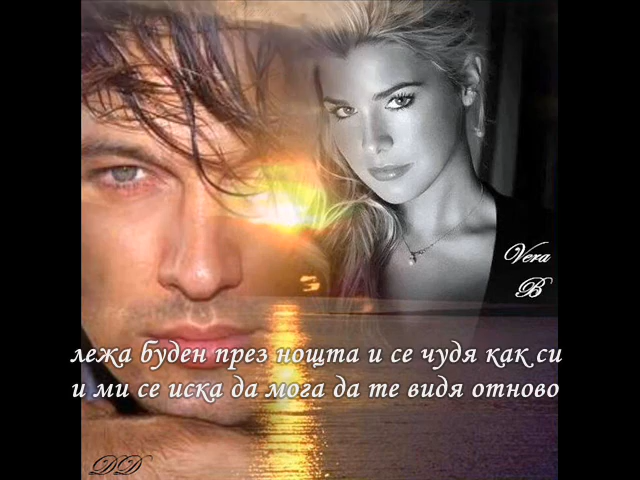 Vera
B
лежа буден през нощта и се чудя как си
и ми се иска да мога да те видя отново
DD